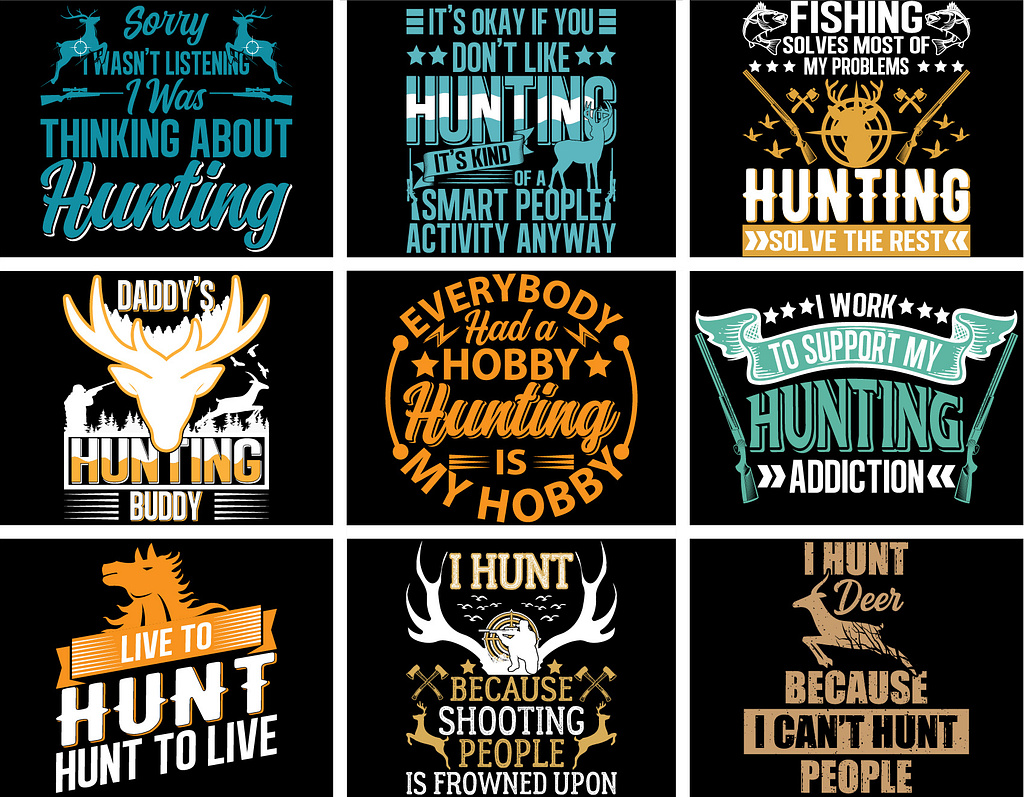 Sorry
I WASN'T LISTENING
I Was
THINKING ABOUT
Hunting
IT'S OKAY IF YOU
DON'T LIKE
HUNTING
IT'S KIND
OF A
SMART PEOPLE
ACTIVITY ANYWAY
FISHING
SOLVES MOST OF
MY PROBLEMS
HUNTING
SOLVE THE REST
DADDY'S
HUNTING
BUDDY
EVERYBODY
Had a
HOBBY
Hunting
IS
MY HOBBY
I WORK
TO SUPPORT MY
HUNTING
ADDICTION
LIVE TO
HUNT
HUNT TO LIVE
I HUNT
BECAUSE
SHOOTING
PEOPLE
IS FROWNED UPON
I HUNT
Deer
BECAUSE
I CAN'T HUNT
PEOPLE